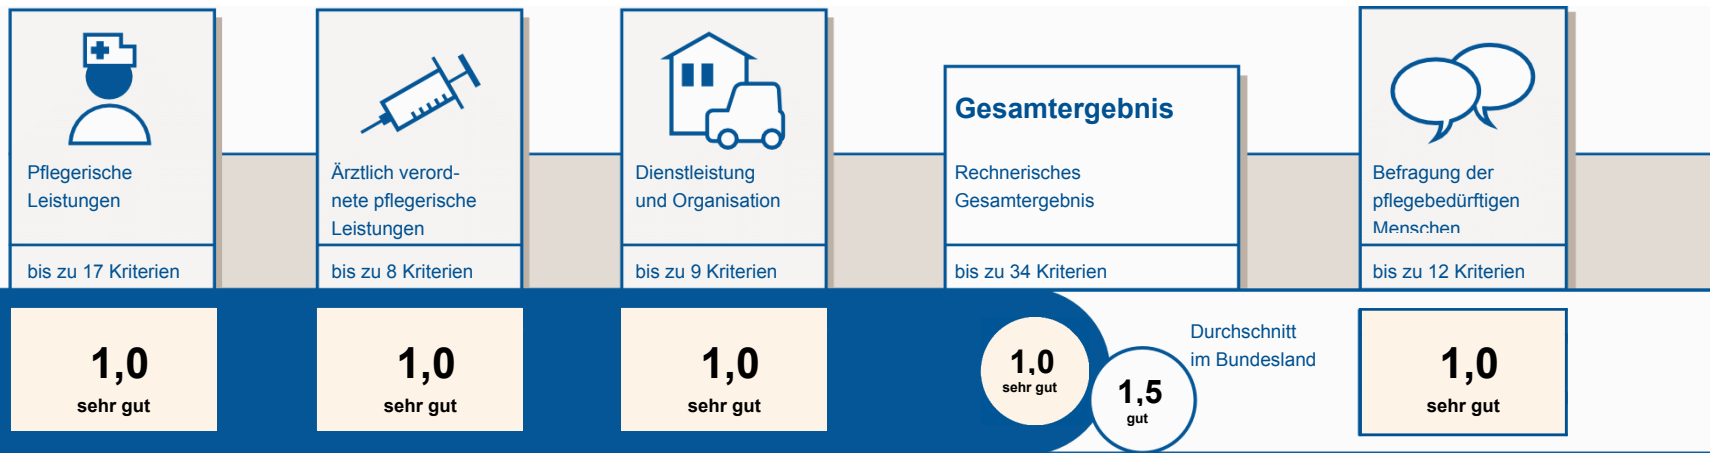 Pflegerische
Leistungen
bis zu 17 Kriterien
1,0
sehr gut
Ärztlich verord-
nete pflegerische
Leistungen
bis zu 8 Kriterien
1,0
sehr gut
Dienstleistung
und Organisation
bis zu 9 Kriterien
1,0
sehr gut
Gesamtergebnis
Rechnerisches
Gesamtergebnis
bis zu 34 Kriterien
1,0
sehr gut
1,5
gut
Durchschnitt
im Bundesland
Befragung der
pflegebedürftigen
Menschen
bis zu 12 Kriterien
1,0
sehr gut